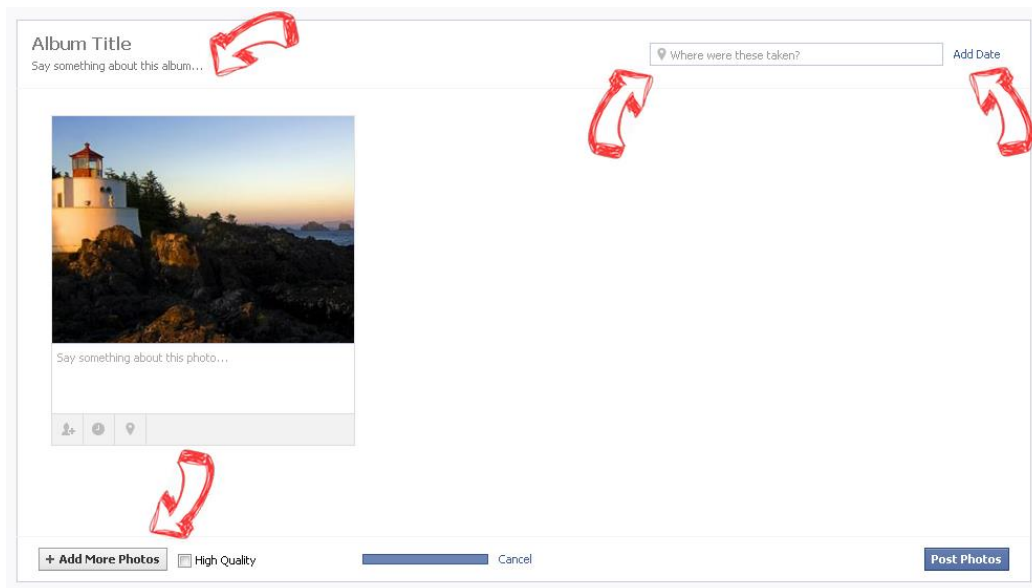 Album Title
Say something about this album...
Where were these taken?
Add Date
Say something about this photo...
+ Add More Photos
High Quality
Cancel
Post Photos